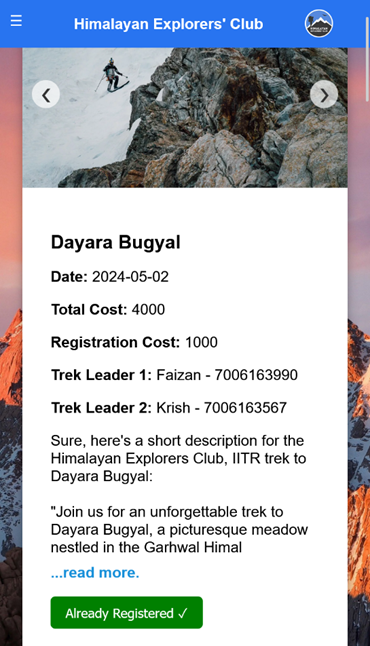 ☰ Himalayan Explorers' Club
❮ ❯
Dayara Bugyal
Date: 2024-05-02
Total Cost: 4000
Registration Cost: 1000
Trek Leader 1: Faizan - 7006163990
Trek Leader 2: Krish - 7006163567
Sure, here's a short description for the
Himalayan Explorers Club, IITR trek to
Dayara Bugyal:
"Join us for an unforgettable trek to
Dayara Bugyal, a picturesque meadow
nestled in the Garhwal Himal
...read more.
Already Registered ✓